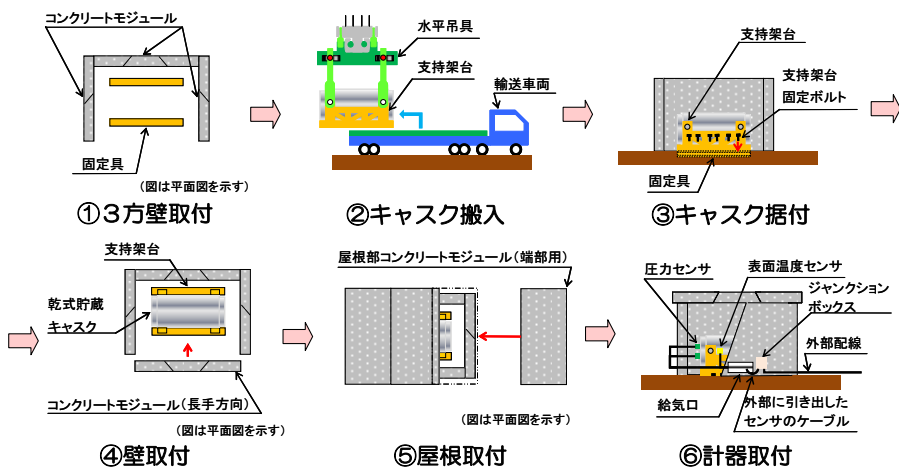 コンクリートモジュール
固定具
(図は平面図を示す)
①3方壁取付
水平吊具
支持架台
輸送車両
②キャスク搬入
支持架台
支持架台
固定ボルト
固定具
③キャスク据付
支持架台
乾式貯蔵
キャスク
コンクリートモジュール(長手方向)
(図は平面図を示す)
④壁取付
屋根部コンクリートモジュール(端部用)
(図は平面図を示す)
⑤屋根取付
圧力センサ
表面温度センサ
ジャンクション
ボックス
外部配線
給気口
外部に引き出した
センサのケーブル
⑥計器取付